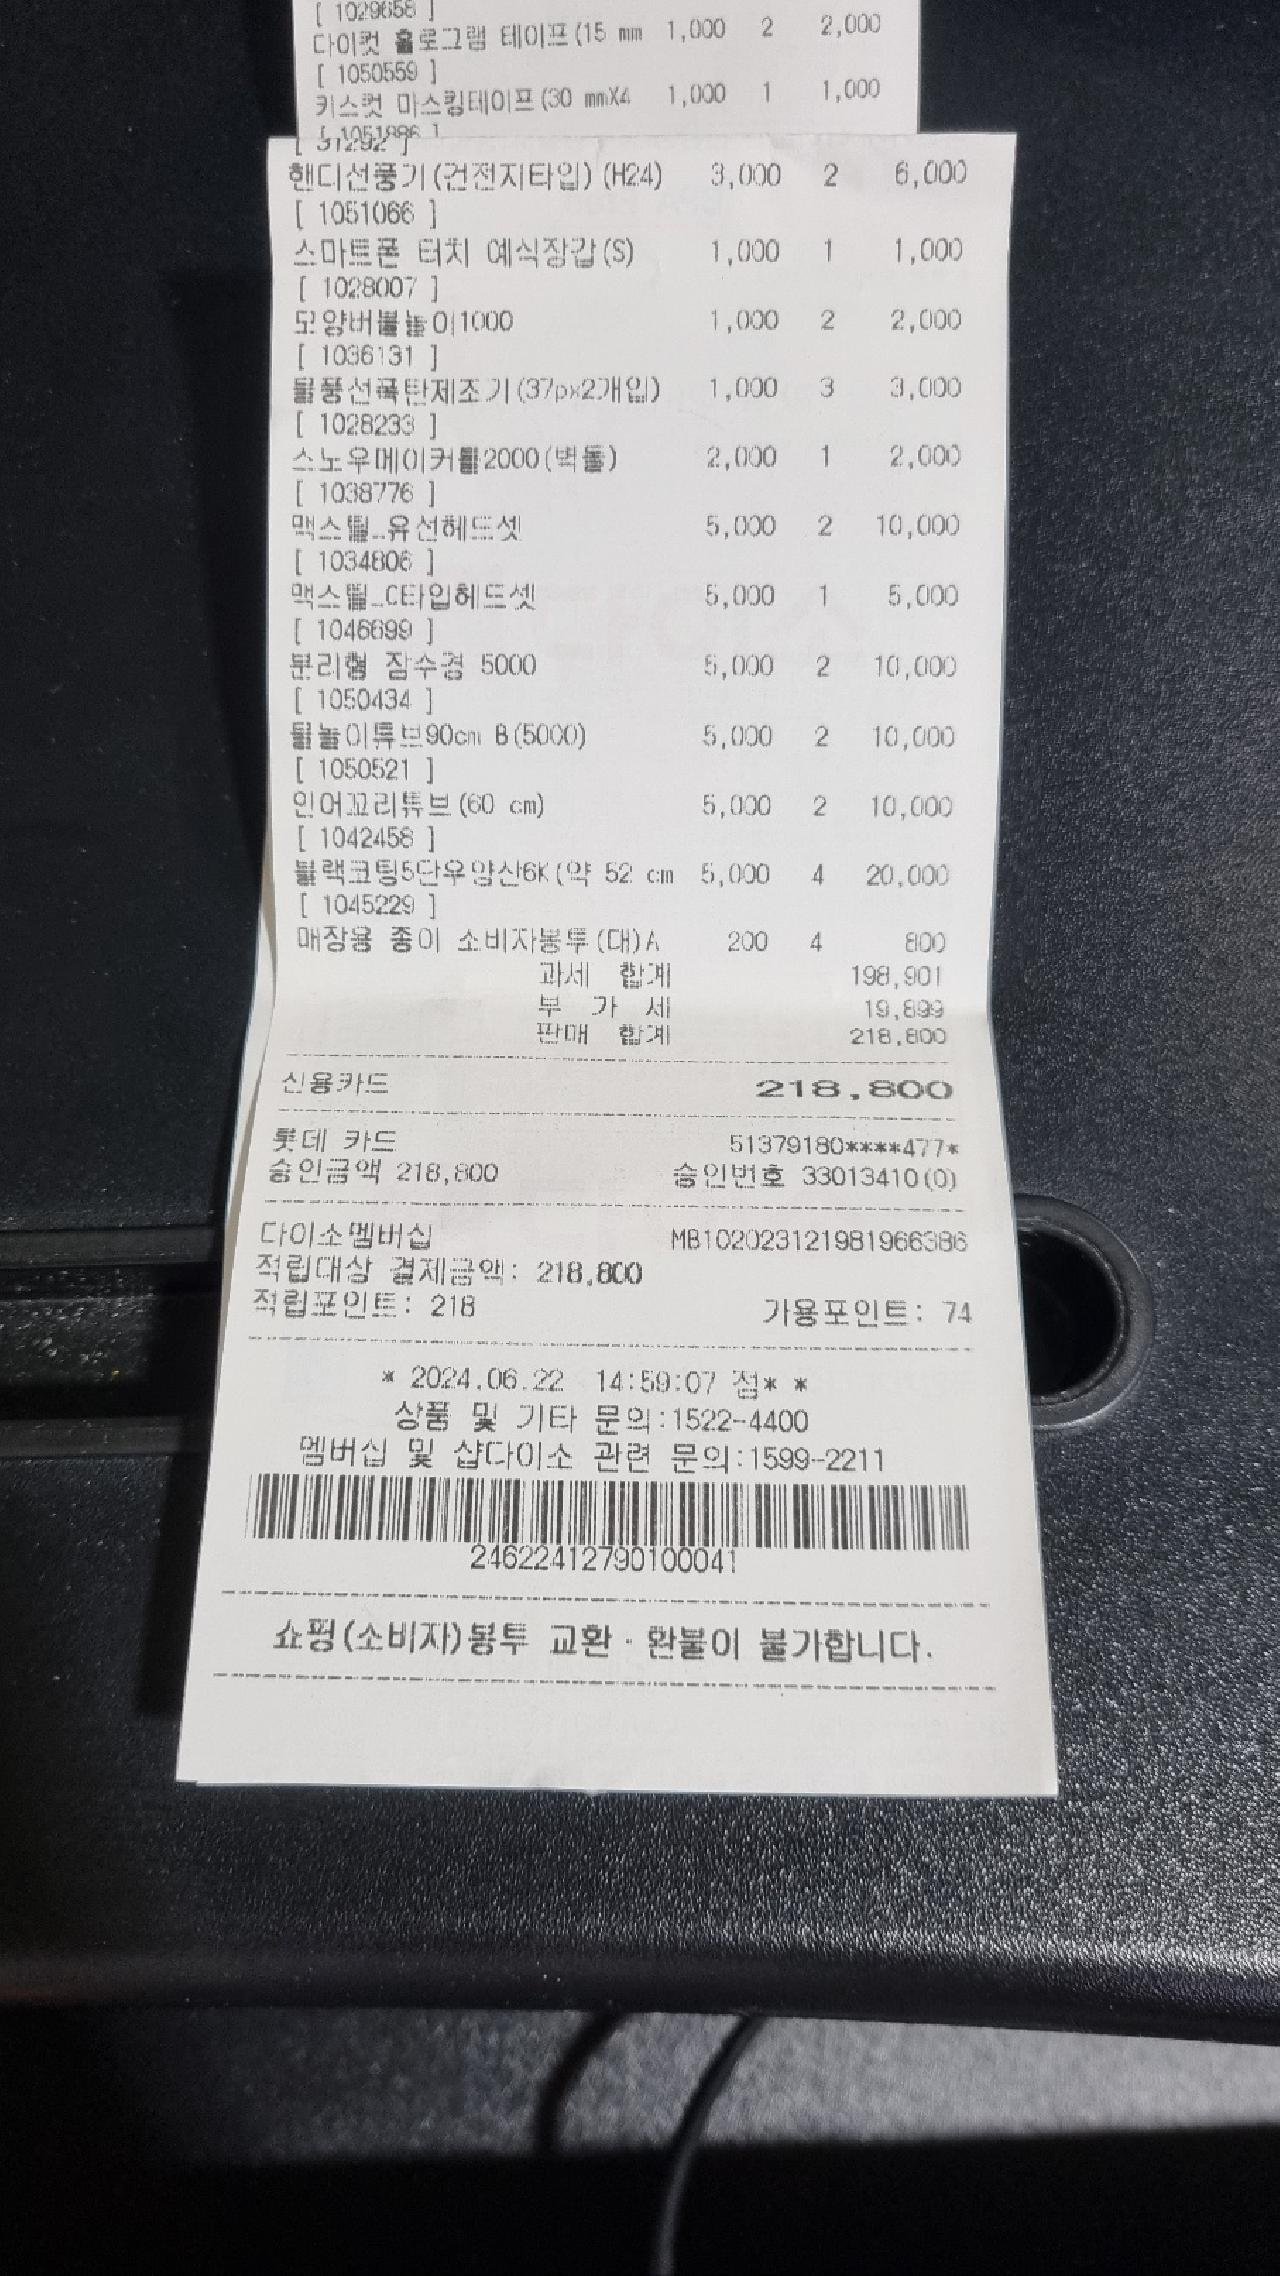 [ 1029658 ]
다이컷 홀로그램 테이프(15 mm 1,000 2 2,000
[ 1050559 ]
키스컷 마스킹테이프(30 mmX4 1,000 1 1,000
[ 1051886 ]
[ 31292 ]
핸디선풍기(건전지타입)(H24) 3,000 2 6,000
[ 1051066 ]
스마트폰 터치 예식장갑(S) 1,000 1 1,000
[ 1028007 ]
모양버블놀이1000 1,000 2 2,000
[ 1036131 ]
물풍선폭탄제조기(37px2개입) 1,000 3 3,000
[ 1028233 ]
스노우메이커틀2000(벽돌) 2,000 1 2,000
[ 1038776 ]
맥스틸_유선헤드셋 5,000 2 10,000
[ 1034806 ]
맥스틸_C타입헤드셋 5,000 1 5,000
[ 1046699 ]
분리형 잠수경 5000 5,000 2 10,000
[ 1050434 ]
물놀이튜브90cm B(5000) 5,000 2 10,000
[ 1050521 ]
인어꼬리튜브(60 cm) 5,000 2 10,000
[ 1042458 ]
블랙코팅5단우양산6K(약 52 cm 5,000 4 20,000
[ 1045229 ]
매장용 종이 소비자봉투(대)A 200 4 800
과세 합계 198,901
부 가 세 19,899
판매 합계 218,800
신용카드 218,800
롯데 카드 51379180****477*
승인금액 218,800 승인번호 33013410(0)
다이소멤버십 MB102023121981966386
적립대상 결제금액: 218,800
적립포인트: 218 가용포인트: 74
* 2024.06.22 14:59:07 점* *
상품 및 기타 문의:1522-4400
멤버십 및 샵다이소 관련 문의:1599-2211
24622412790100041
쇼핑(소비자)봉투 교환·환불이 불가합니다.